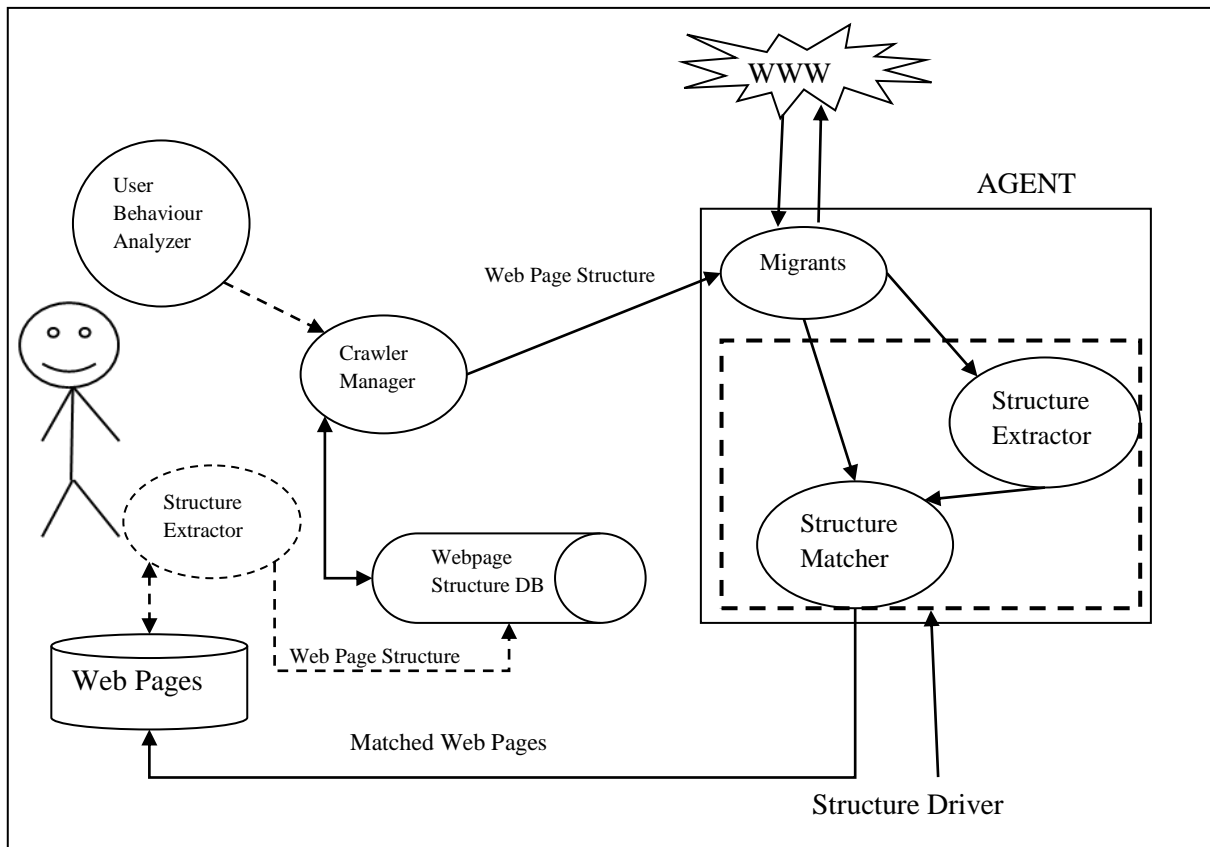 WWW
AGENT
User
Behaviour
Analyzer
Migrants
Web Page Structure
Crawler
Manager
Structure
Extractor
Structure
Extractor
Structure
Matcher
Webpage
Structure DB
Web Page Structure
Web Pages
Matched Web Pages
Structure Driver